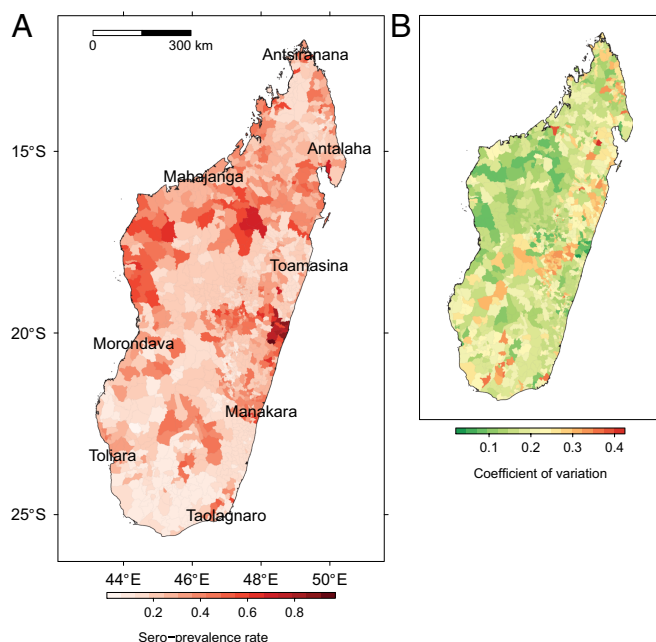 A
0 300 km
Antsiranana
15°S
Antalaha
Mahajanga
Toamasina
20°S
Morondava
Manakara
Toliara
25°S
Taolagnaro
44°E 46°E 48°E 50°E
0.2 0.4 0.6 0.8
Sero−prevalence rate
B
0.1 0.2 0.3 0.4
Coefficient of variation